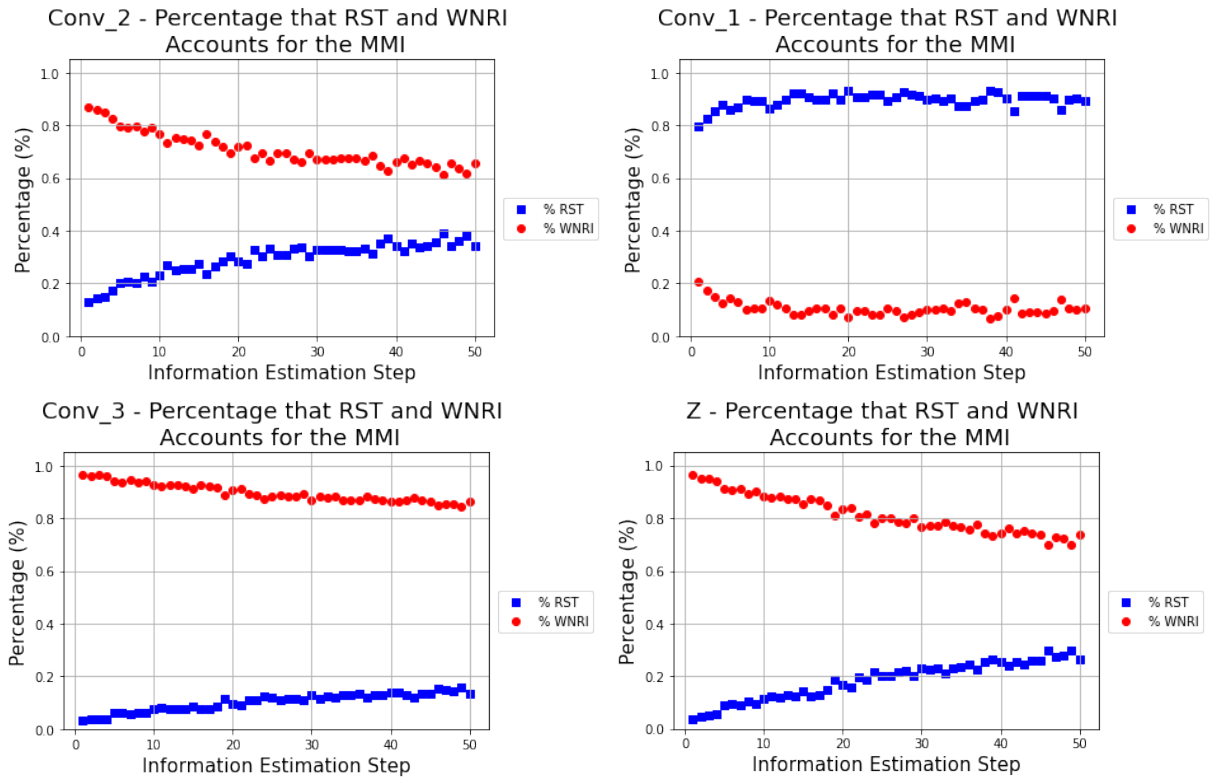 Conv_2 - Percentage that RST and WNRI
Accounts for the MMI
1.0
0.8
0.6
0.4
0.2
0.0
Percentage (%)
0 10 20 30 40 50
Information Estimation Step
% RST
% WNRI
Conv_1 - Percentage that RST and WNRI
Accounts for the MMI
1.0
0.8
0.6
0.4
0.2
0.0
Percentage (%)
0 10 20 30 40 50
Information Estimation Step
% RST
% WNRI
Conv_3 - Percentage that RST and WNRI
Accounts for the MMI
1.0
0.8
0.6
0.4
0.2
0.0
Percentage (%)
0 10 20 30 40 50
Information Estimation Step
% RST
% WNRI
Z - Percentage that RST and WNRI
Accounts for the MMI
1.0
0.8
0.6
0.4
0.2
0.0
Percentage (%)
0 10 20 30 40 50
Information Estimation Step
% RST
% WNRI